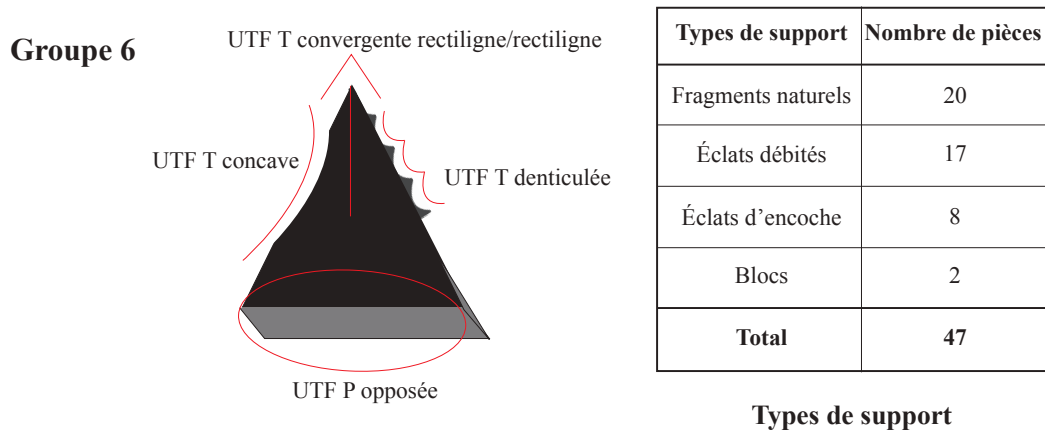 Groupe 6
UTF T convergente rectiligne/rectiligne
UTF T concave
UTF T denticulée
UTF P opposée
Types de support Nombre de pièces
Fragments naturels 20
Éclats débités 17
Éclats d'encoche 8
Blocs 2
Total 47
Types de support